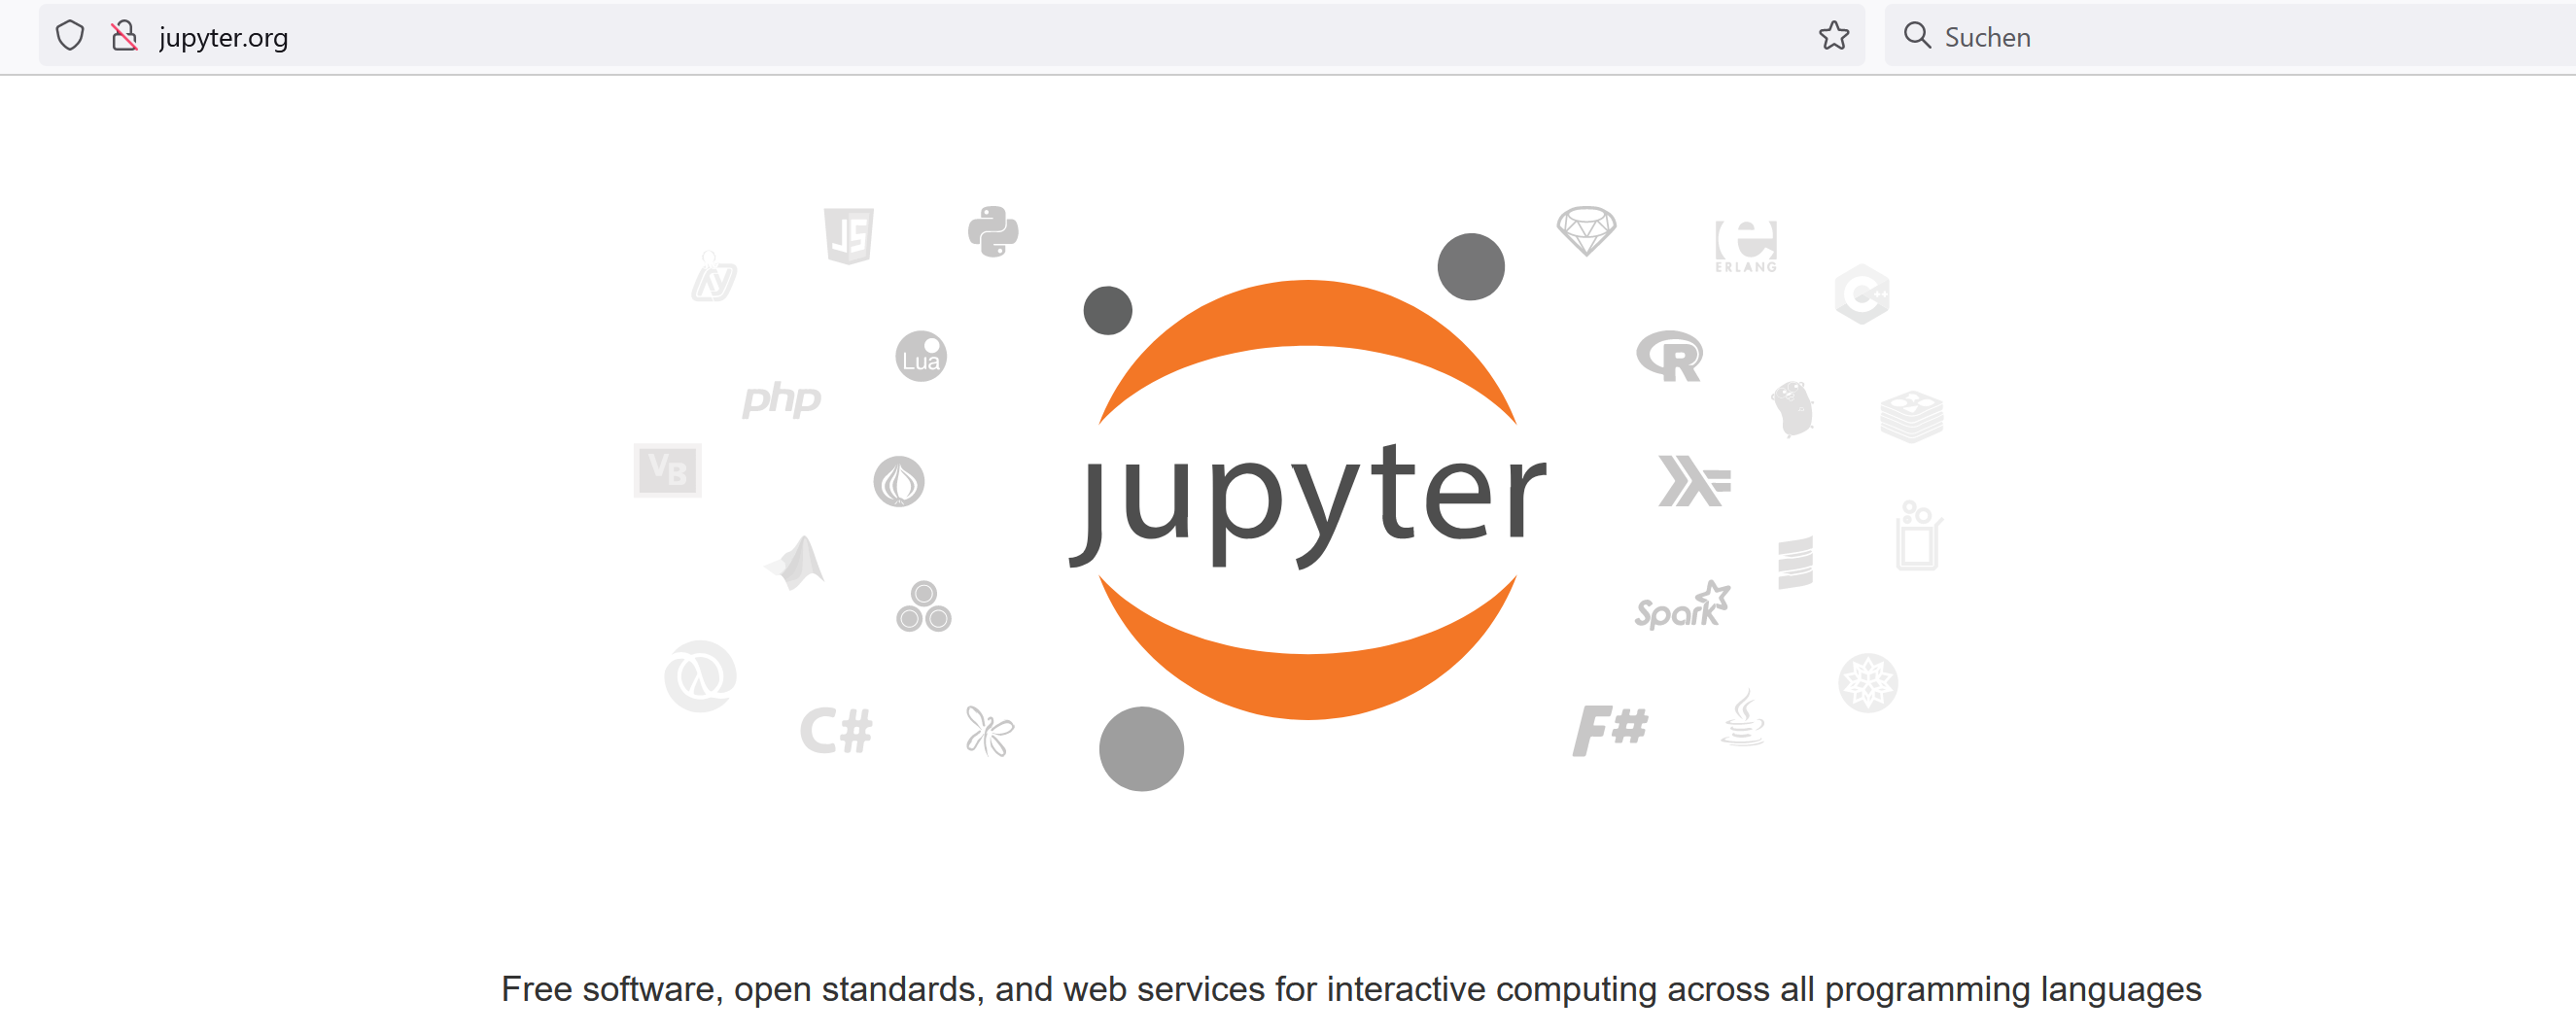 jupyter.org
Suchen
JS
ERLANG
C++
Lua
R
php
VB
jupyter
Spark
C#
F#
Free software, open standards, and web services for interactive computing across all programming languages